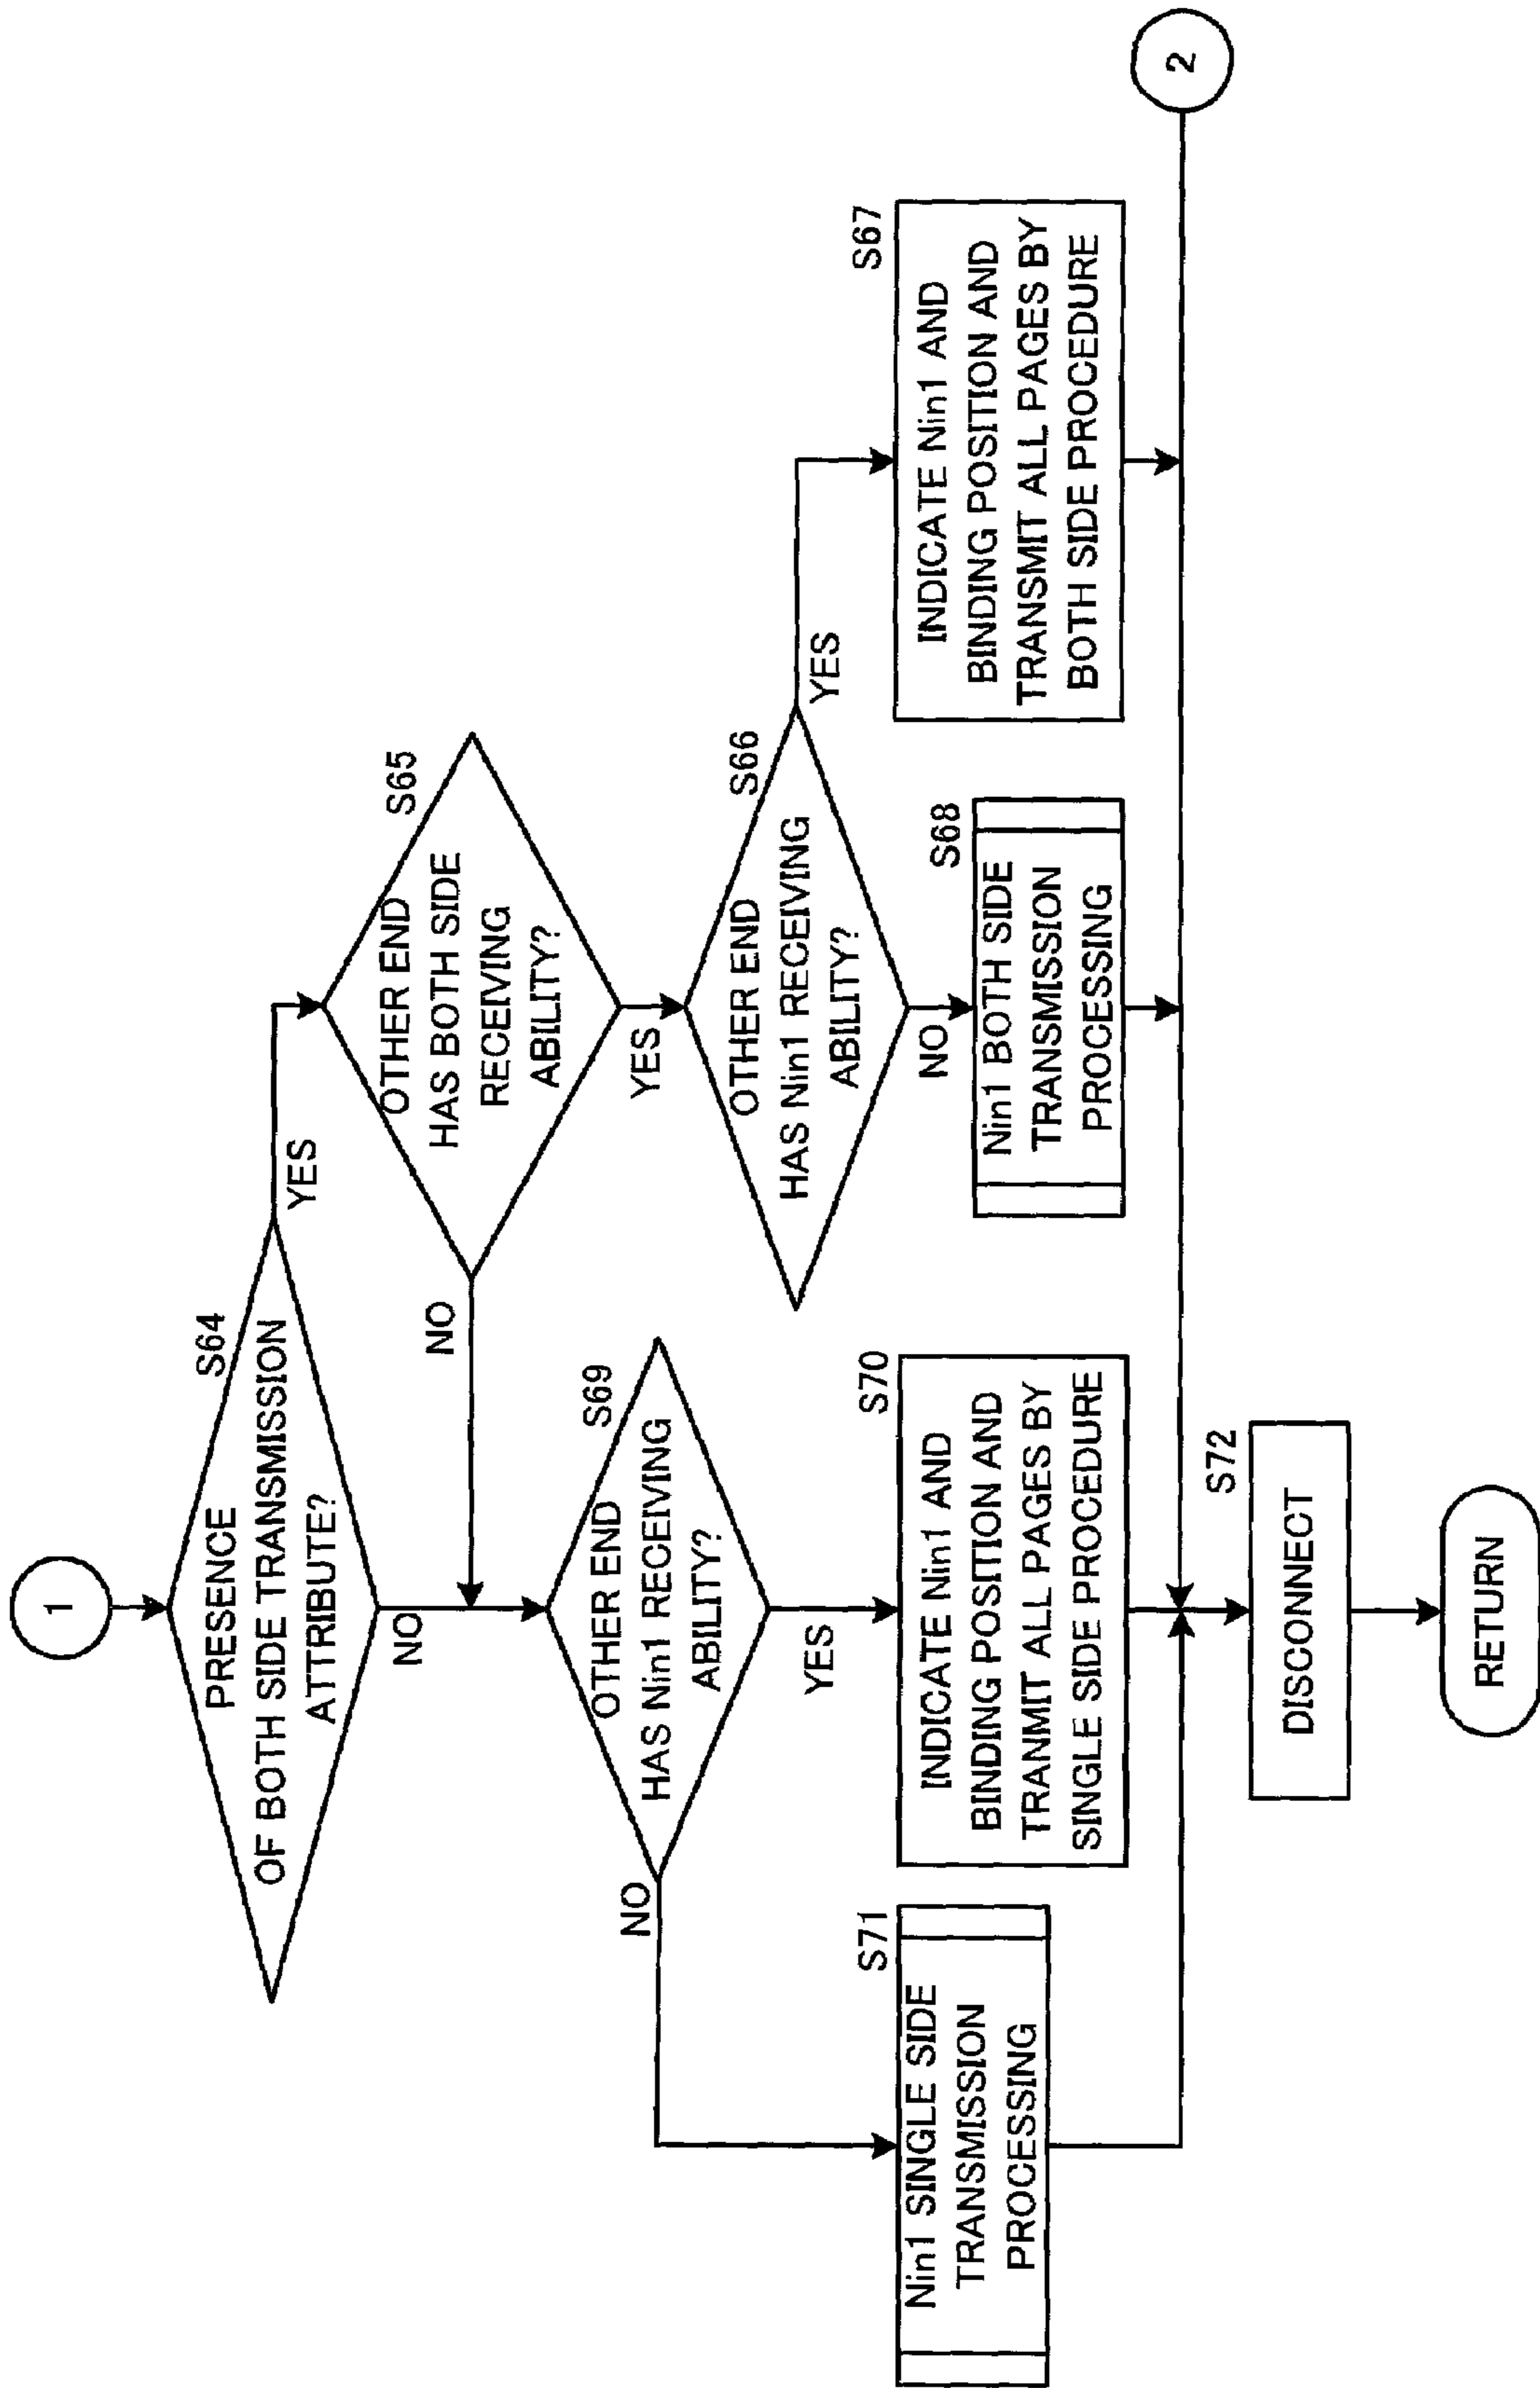 1
S64
PRESENCE
OF BOTH SIDE TRANSMISSION
ATTRIBUTE?
YES
NO
S65
OTHER END
HAS BOTH SIDE
RECEIVING
ABILITY?
NO
YES
S66
OTHER END
HAS Nin1 RECEIVING
ABILITY?
YES
NO
S67
INDICATE Nin1 AND
BINDING POSITION AND
TRANSMIT ALL PAGES BY
BOTH SIDE PROCEDURE
S68
Nin1 BOTH SIDE
TRANSMISSION
PROCESSING
S69
OTHER END
HAS Nin1 RECEIVING
ABILITY?
NO
YES
S70
INDICATE Nin1 AND
BINDING POSITION AND
TRANMIT ALL PAGES BY
SINGLE SIDE PROCEDURE
S71
Nin1 SINGLE SIDE
TRANSMISSION
PROCESSING
2
S72
DISCONNECT
RETURN